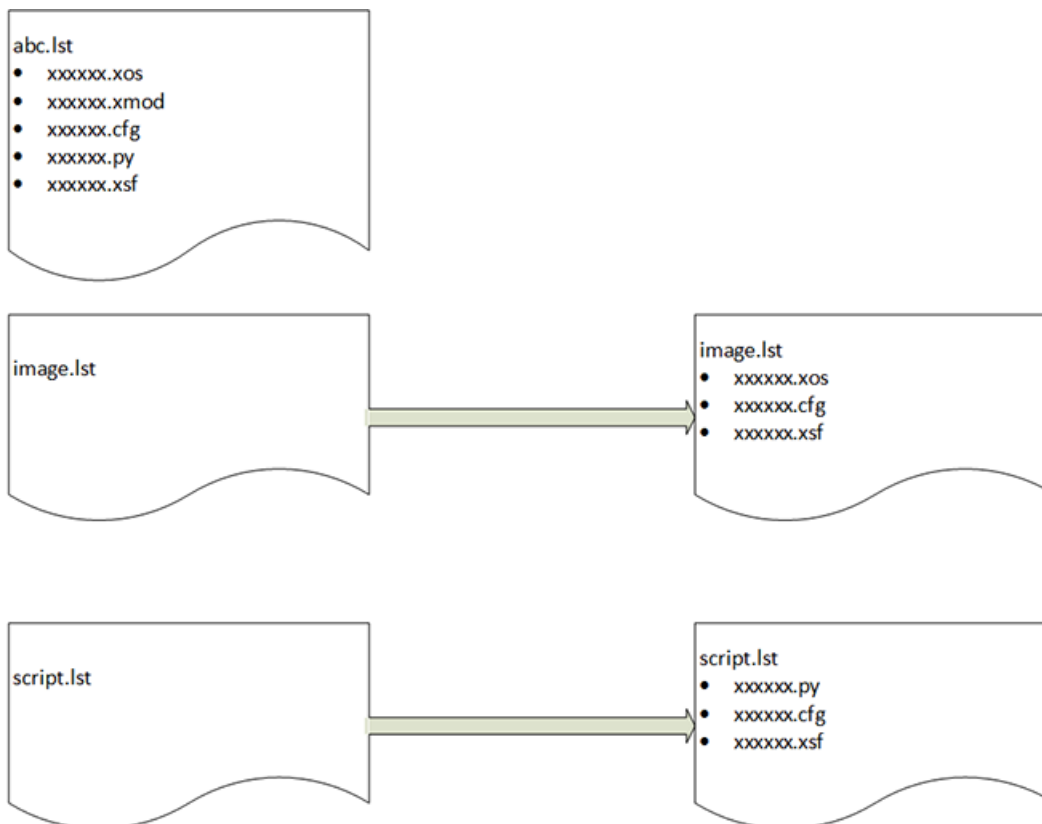 abc.lst
• xxxxxx.xos
• xxxxxx.xmod
• xxxxxx.cfg
• xxxxxx.py
• xxxxxx.xsf
image.lst
image.lst
• xxxxxx.xos
• xxxxxx.cfg
• xxxxxx.xsf
script.lst
script.lst
• xxxxxx.py
• xxxxxx.cfg
• xxxxxx.xsf